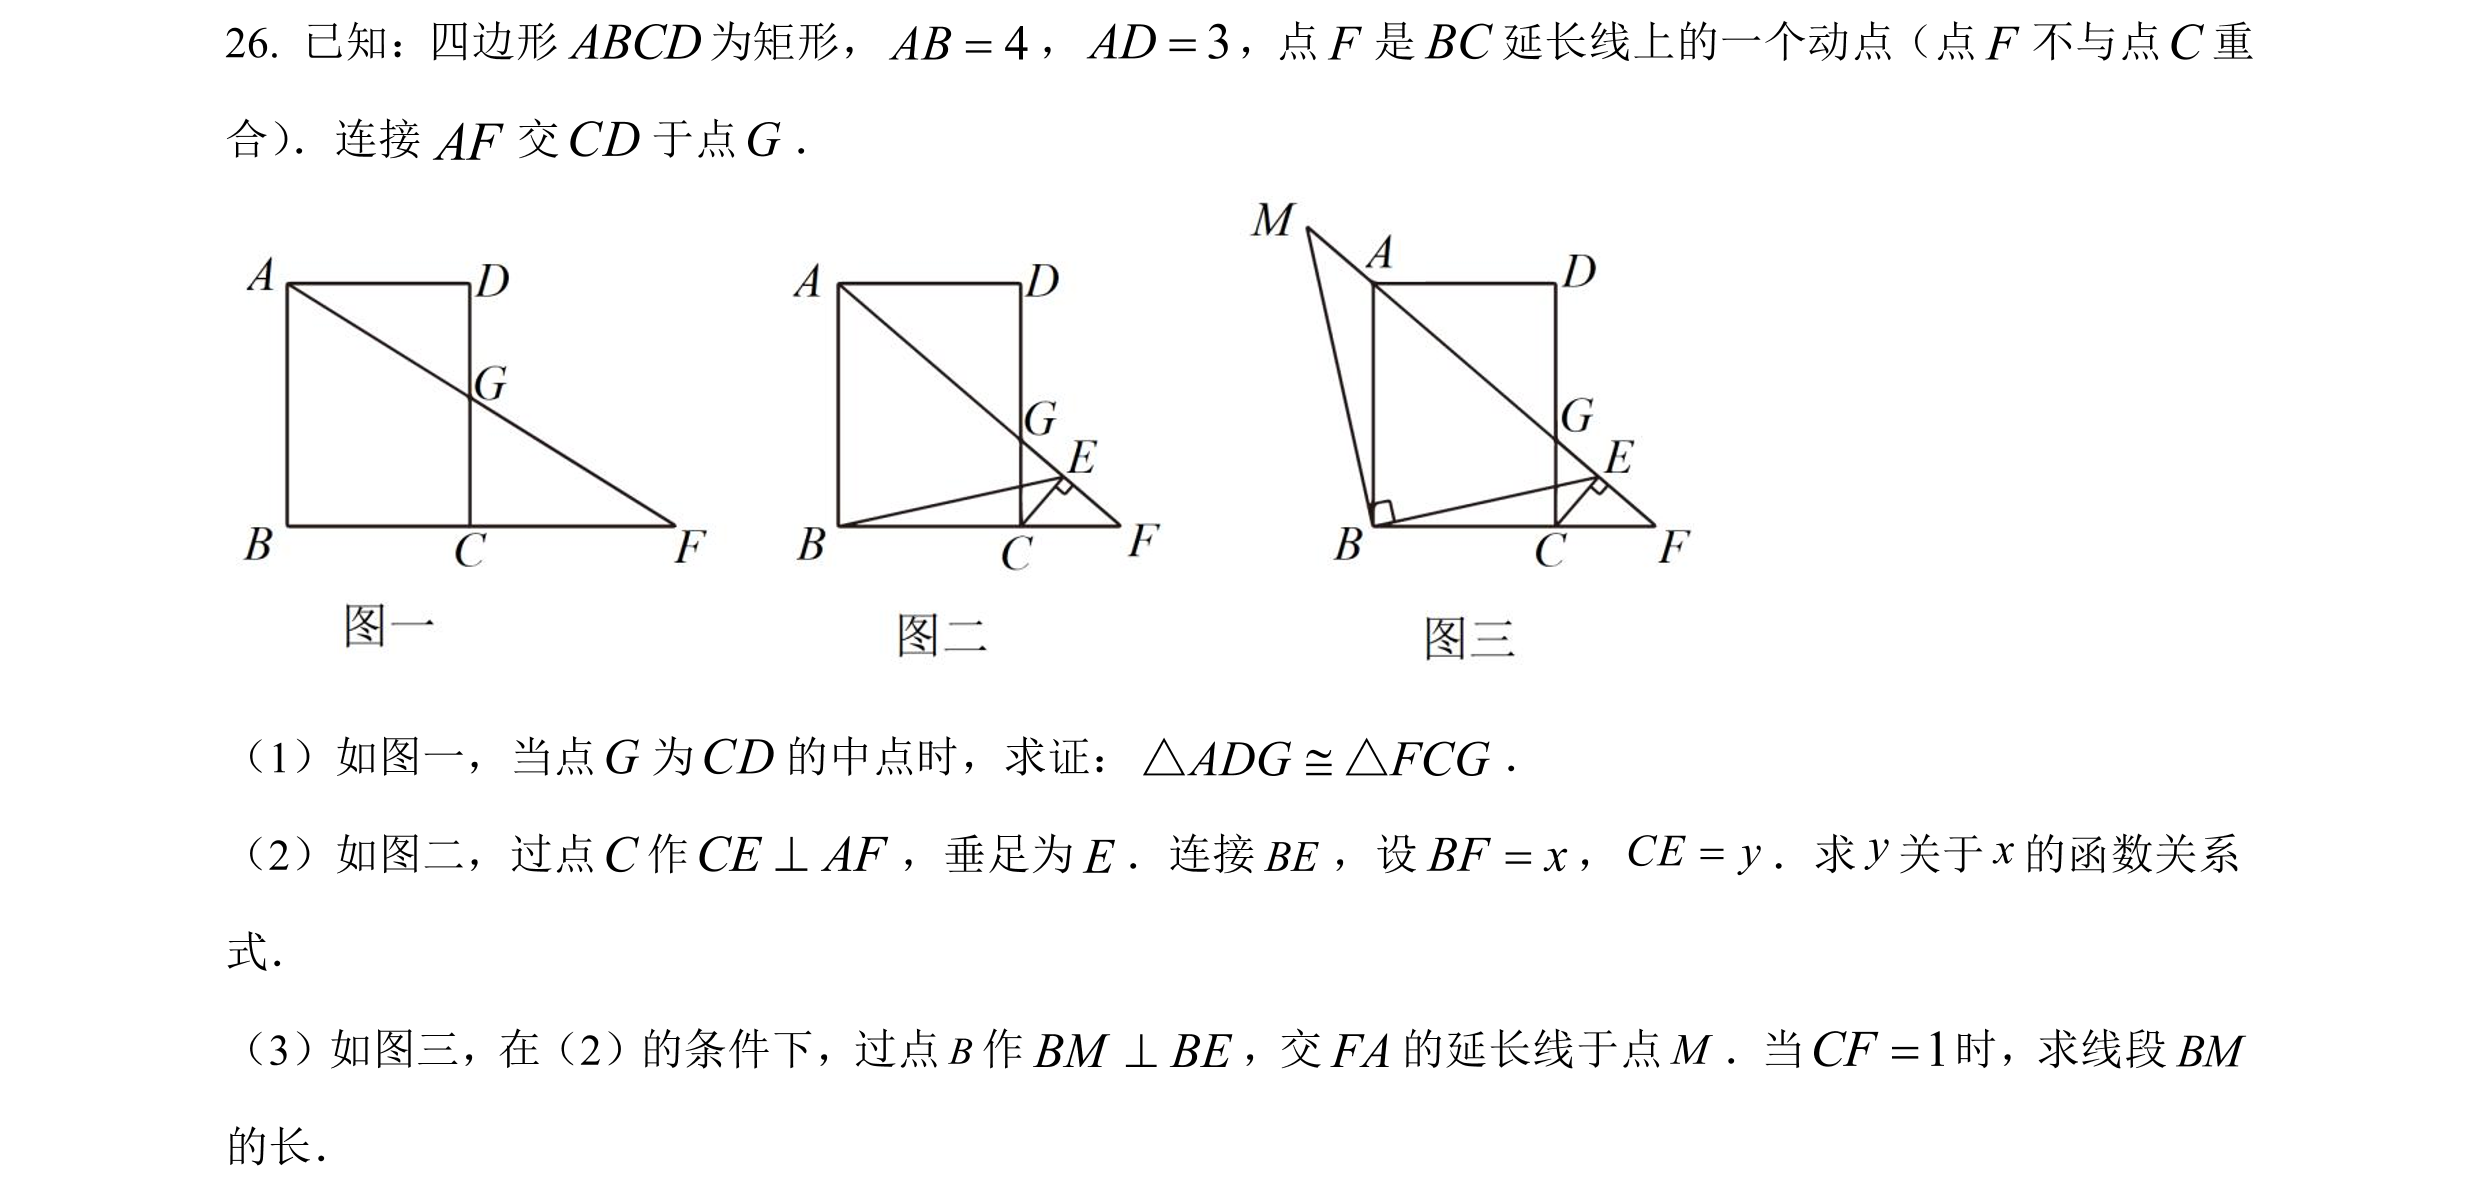 26. 已知：四边形 ABCD 为矩形，AB = 4，AD = 3，点 F 是 BC 延长线上的一个动点（点 F 不与点 C 重
合）．连接 AF 交 CD 于点 G．
A D G B C F
图一
A D G E B C F
图二
M A D G E B C F
图三
（1）如图一，当点 G 为 CD 的中点时，求证：△ADG ≌ △FCG．
（2）如图二，过点 C 作 CE ⊥ AF，垂足为 E．连接 BE，设 BF = x，CE = y．求 y 关于 x 的函数关系
式．
（3）如图三，在（2）的条件下，过点 B 作 BM ⊥ BE，交 FA 的延长线于点 M．当 CF = 1 时，求线段 BM
的长．